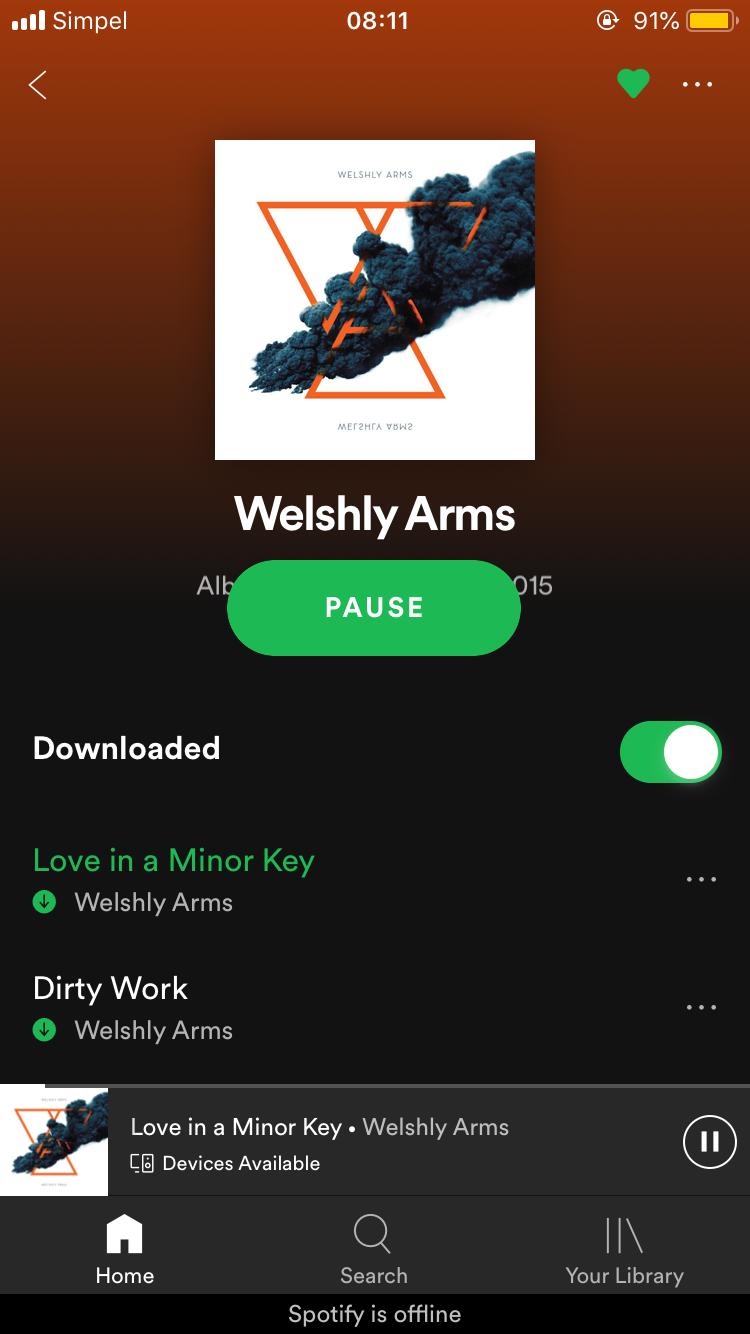 Simpel 08:11 91%
WELSHLY ARMS
WELSHLY ARMS
Welshly Arms
Alb 015
PAUSE
Downloaded
Love in a Minor Key
Welshly Arms
Dirty Work
Welshly Arms
Love in a Minor Key • Welshly Arms
Devices Available
Home Search Your Library
Spotify is offline